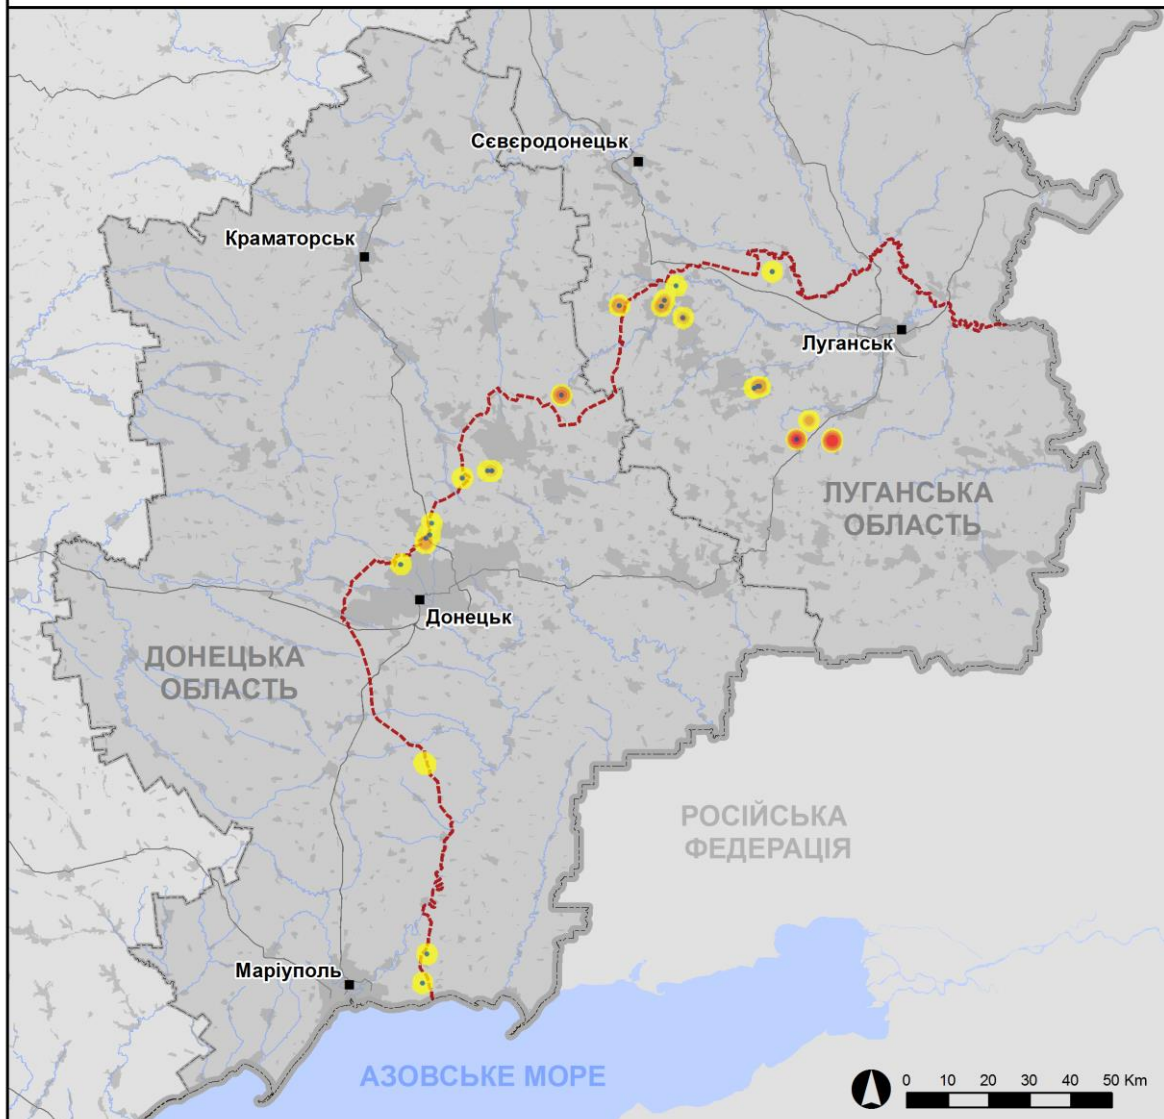 Сєвєродонецьк
Краматорськ
Луганськ
ЛУГАНСЬКА
ОБЛАСТЬ
Донецьк
ДОНЕЦЬКА
ОБЛАСТЬ
РОСІЙСЬКА
ФЕДЕРАЦІЯ
Маріуполь
АЗОВСЬКЕ МОРЕ
0 10 20 30 40 50 Km